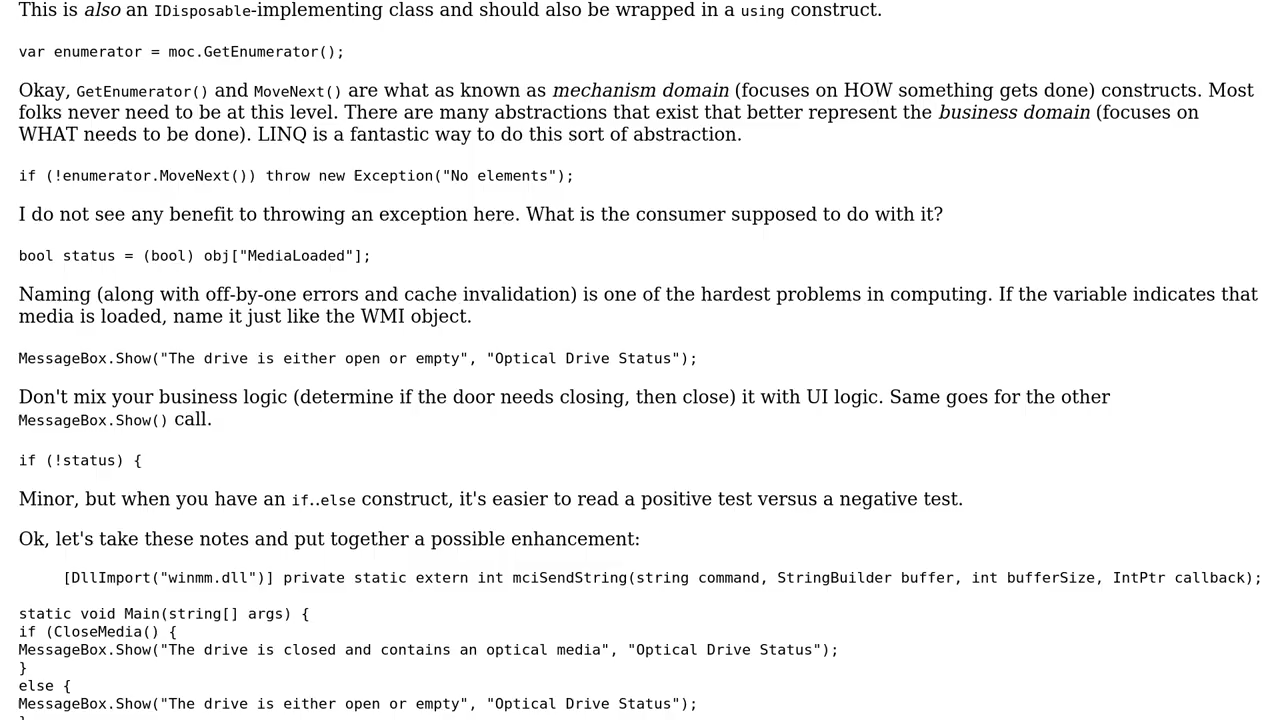 This is also an IDisposable-implementing class and should also be wrapped in a using construct.
var enumerator = moc.GetEnumerator();
Okay, GetEnumerator() and MoveNext() are what as known as mechanism domain (focuses on HOW something gets done) constructs. Most
folks never need to be at this level. There are many abstractions that exist that better represent the business domain (focuses on
WHAT needs to be done). LINQ is a fantastic way to do this sort of abstraction.
if (!enumerator.MoveNext()) throw new Exception("No elements");
I do not see any benefit to throwing an exception here. What is the consumer supposed to do with it?
bool status = (bool) obj["MediaLoaded"];
Naming (along with off-by-one errors and cache invalidation) is one of the hardest problems in computing. If the variable indicates that
media is loaded, name it just like the WMI object.
MessageBox.Show("The drive is either open or empty", "Optical Drive Status");
Don't mix your business logic (determine if the door needs closing, then close) it with UI logic. Same goes for the other
MessageBox.Show() call.
if (!status) {
Minor, but when you have an if..else construct, it's easier to read a positive test versus a negative test.
Ok, let's take these notes and put together a possible enhancement:
[DllImport("winmm.dll")] private static extern int mciSendString(string command, StringBuilder buffer, int bufferSize, IntPtr callback);
static void Main(string[] args) {
if (CloseMedia() {
MessageBox.Show("The drive is closed and contains an optical media", "Optical Drive Status");
}
else {
MessageBox.Show("The drive is either open or empty", "Optical Drive Status");